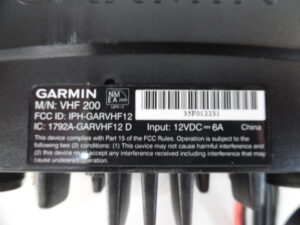 GARMIN
M/N: VHF 200
NMEA 2000
FCC ID: IPH-GARVHF12
15F012231
IC: 1792A-GARVHF12 D
Input: 12VDC⎓6A
China
This device complies with Part 15 of the FCC Rules. Operation is subject to the
following two (2) conditions: (1) This device may not cause harmful interference and
(2) this device must accept any interference received, including interference that may
cause undesired operation.